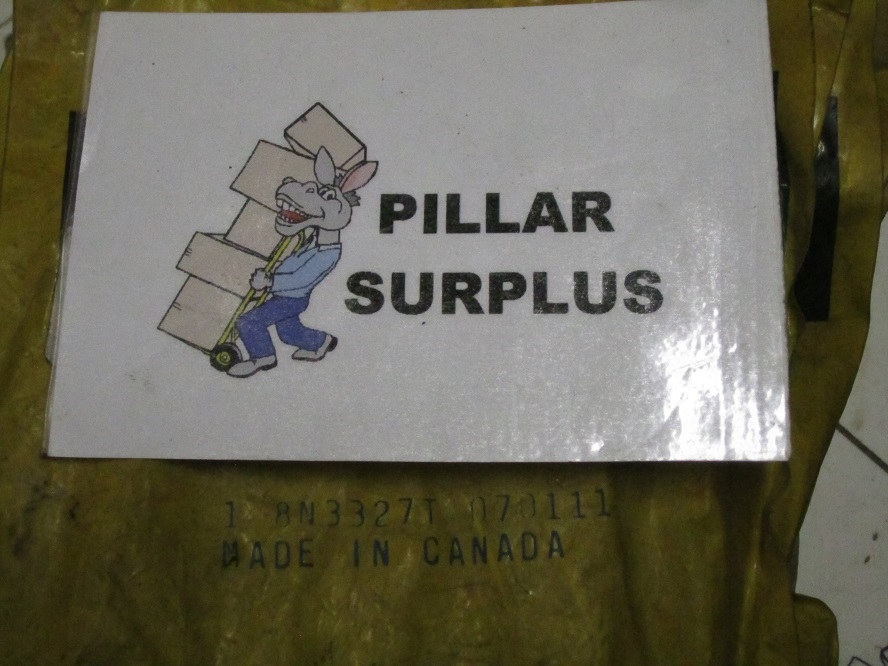 PILLAR
SURPLUS
1 8N3327T 070111
MADE IN CANADA